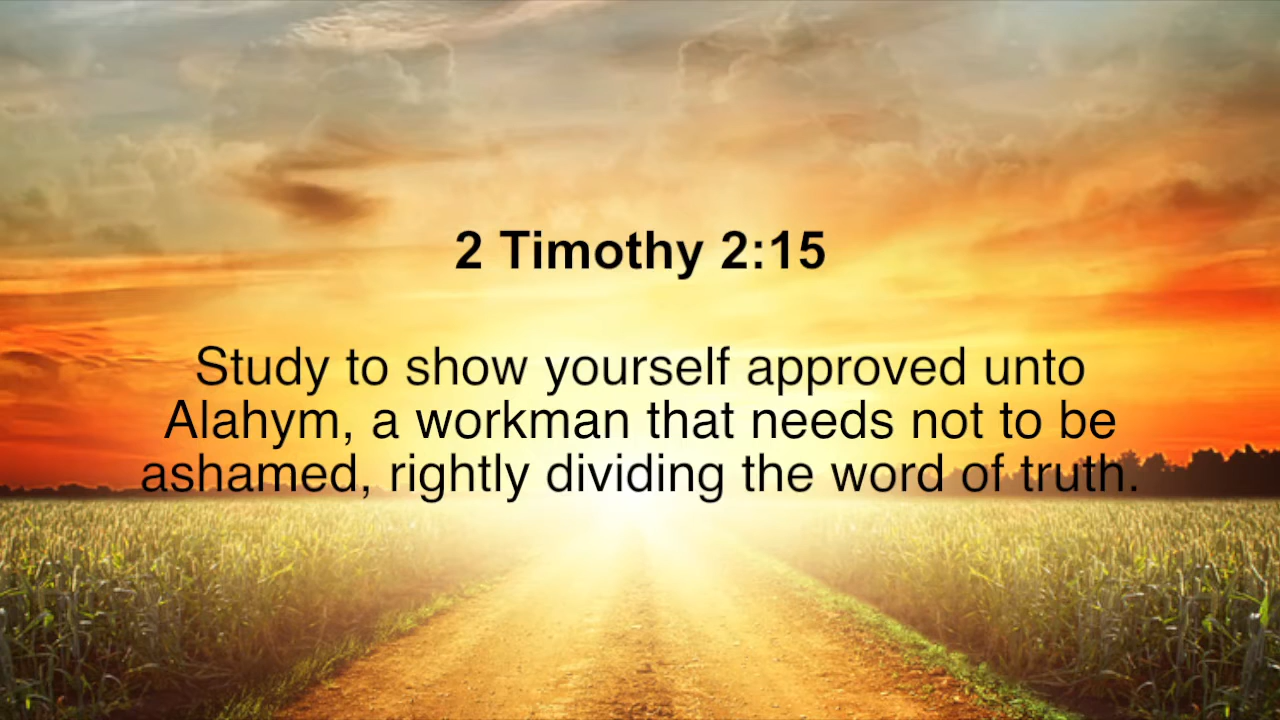 2 Timothy 2:15
Study to show yourself approved unto
Alahym, a workman that needs not to be
ashamed, rightly dividing the word of truth.